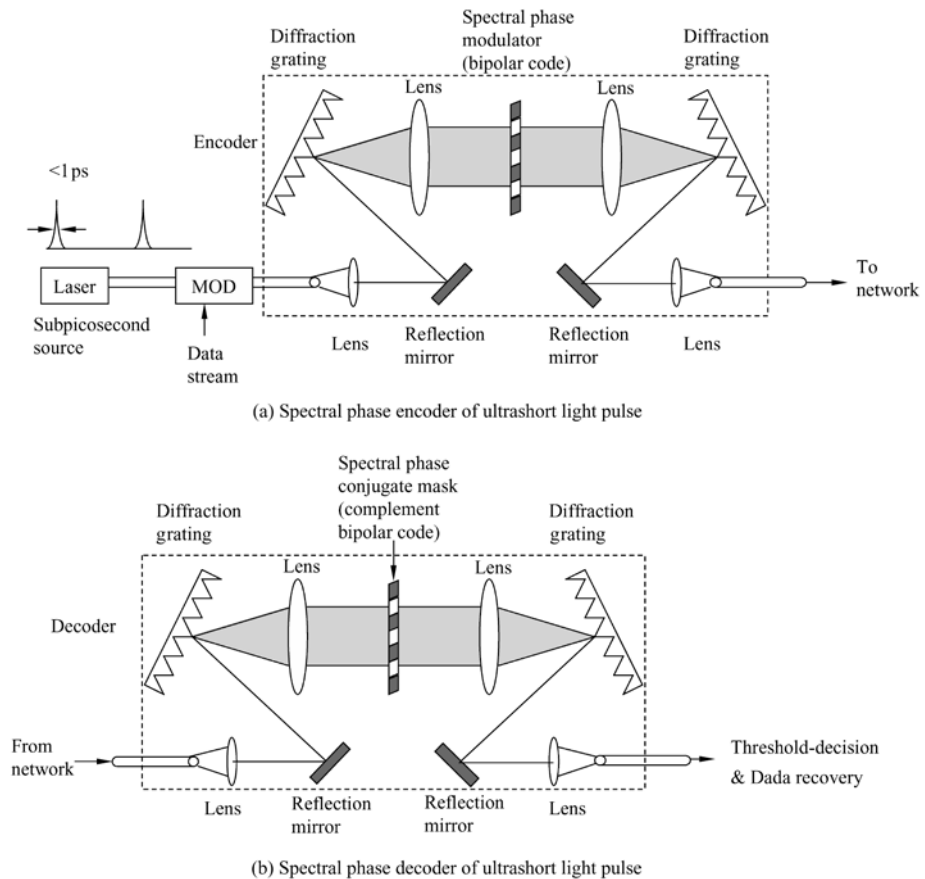 Spectral phase
modulator
(bipolar code)
Diffraction
grating
Diffraction
grating
Lens
Lens
Encoder
<1 ps
Laser
MOD
To
network
Subpicosecond
source
Data
stream
Lens
Reflection
mirror
Reflection
mirror
Lens
(a) Spectral phase encoder of ultrashort light pulse
Spectral phase
conjugate mask
(complement
bipolar code)
Diffraction
grating
Diffraction
grating
Lens
Lens
Decoder
From
network
Threshold-decision
& Dada recovery
Lens
Reflection
mirror
Reflection
mirror
Lens
(b) Spectral phase decoder of ultrashort light pulse